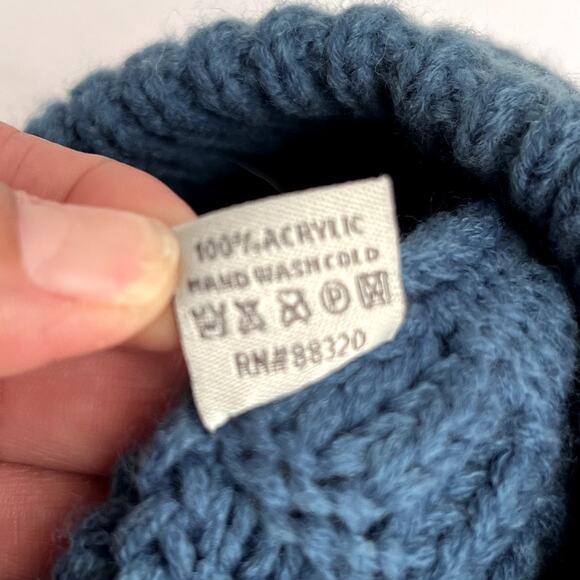 100% ACRYLIC
HAND WASH COLD
P
RN#88320